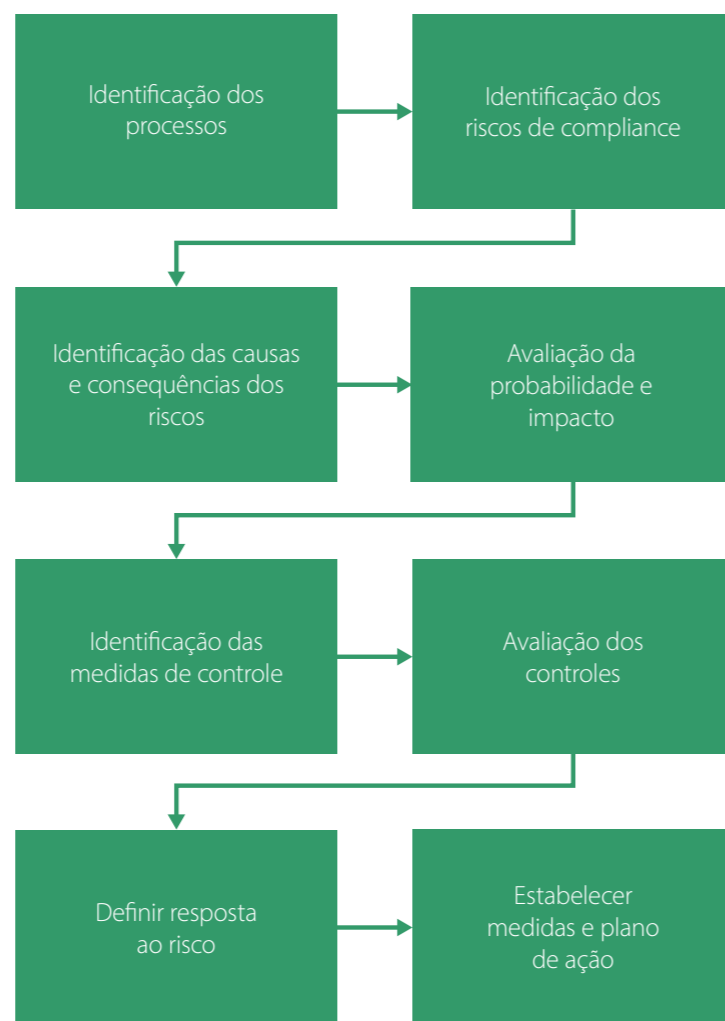 Identificação dos
processos
Identificação dos
riscos de compliance
Identificação das causas
e consequências dos
riscos
Avaliação da
probabilidade e
impacto
Identificação das
medidas de controle
Avaliação dos
controles
Definir resposta
ao risco
Estabelecer
medidas e plano
de ação